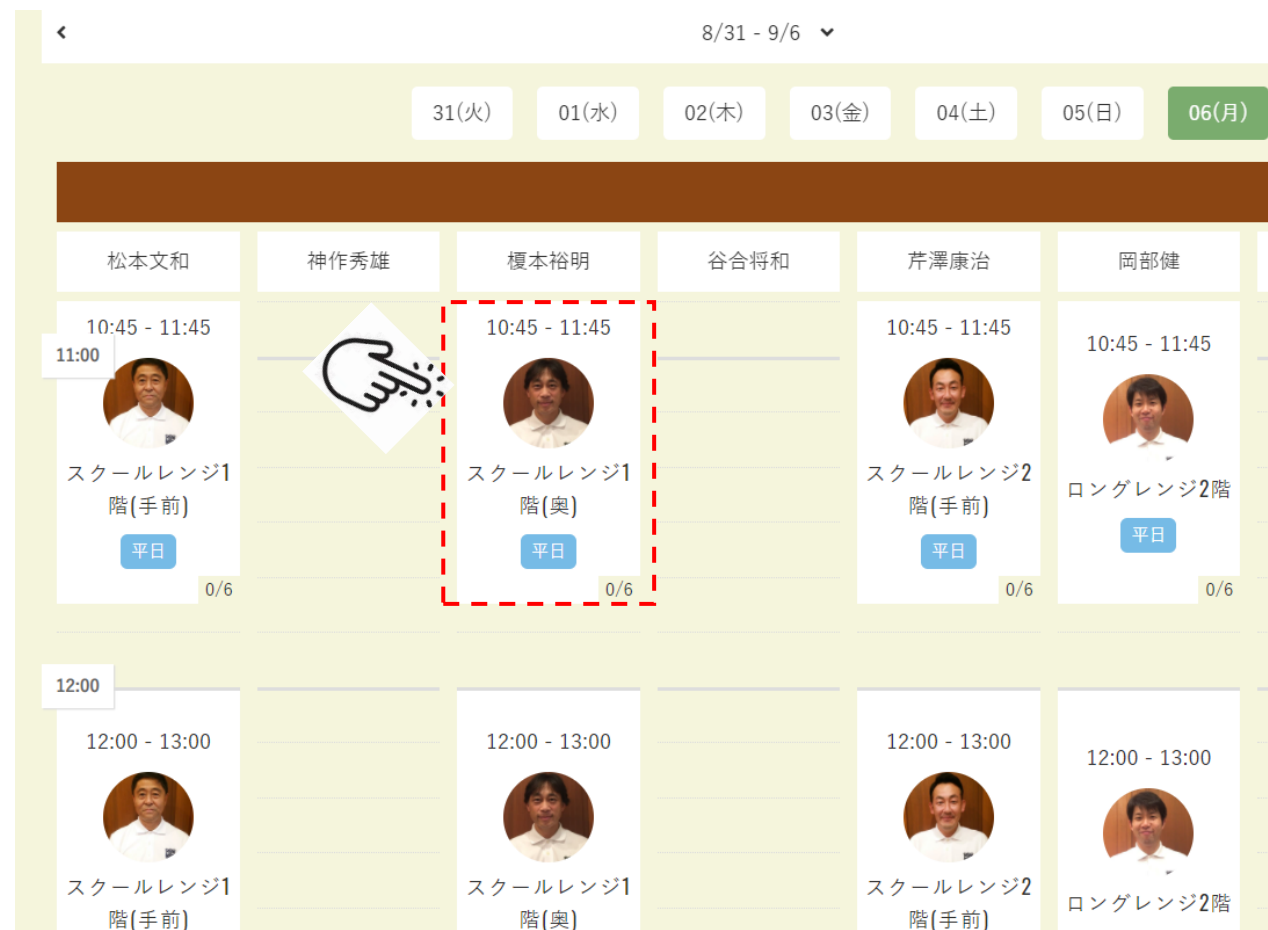 8/31 - 9/6
31(火) 01(水) 02(木) 03(金) 04(土) 05(日) 06(月)
松本文和 神作秀雄 榎本裕明 谷合将和 芹澤康治 岡部健
10:45 - 11:45 10:45 - 11:45 10:45 - 11:45 10:45 - 11:45
11:00
スクールレンジ1 スクールレンジ1 スクールレンジ2 ロングレンジ2階
階(手前) 階(奥) 階(手前)
平日 平日 平日 平日
0/6 0/6 0/6 0/6
12:00
12:00 - 13:00 12:00 - 13:00 12:00 - 13:00 12:00 - 13:00
スクールレンジ1 スクールレンジ1 スクールレンジ2 ロングレンジ2階
階(手前) 階(奥) 階(手前)